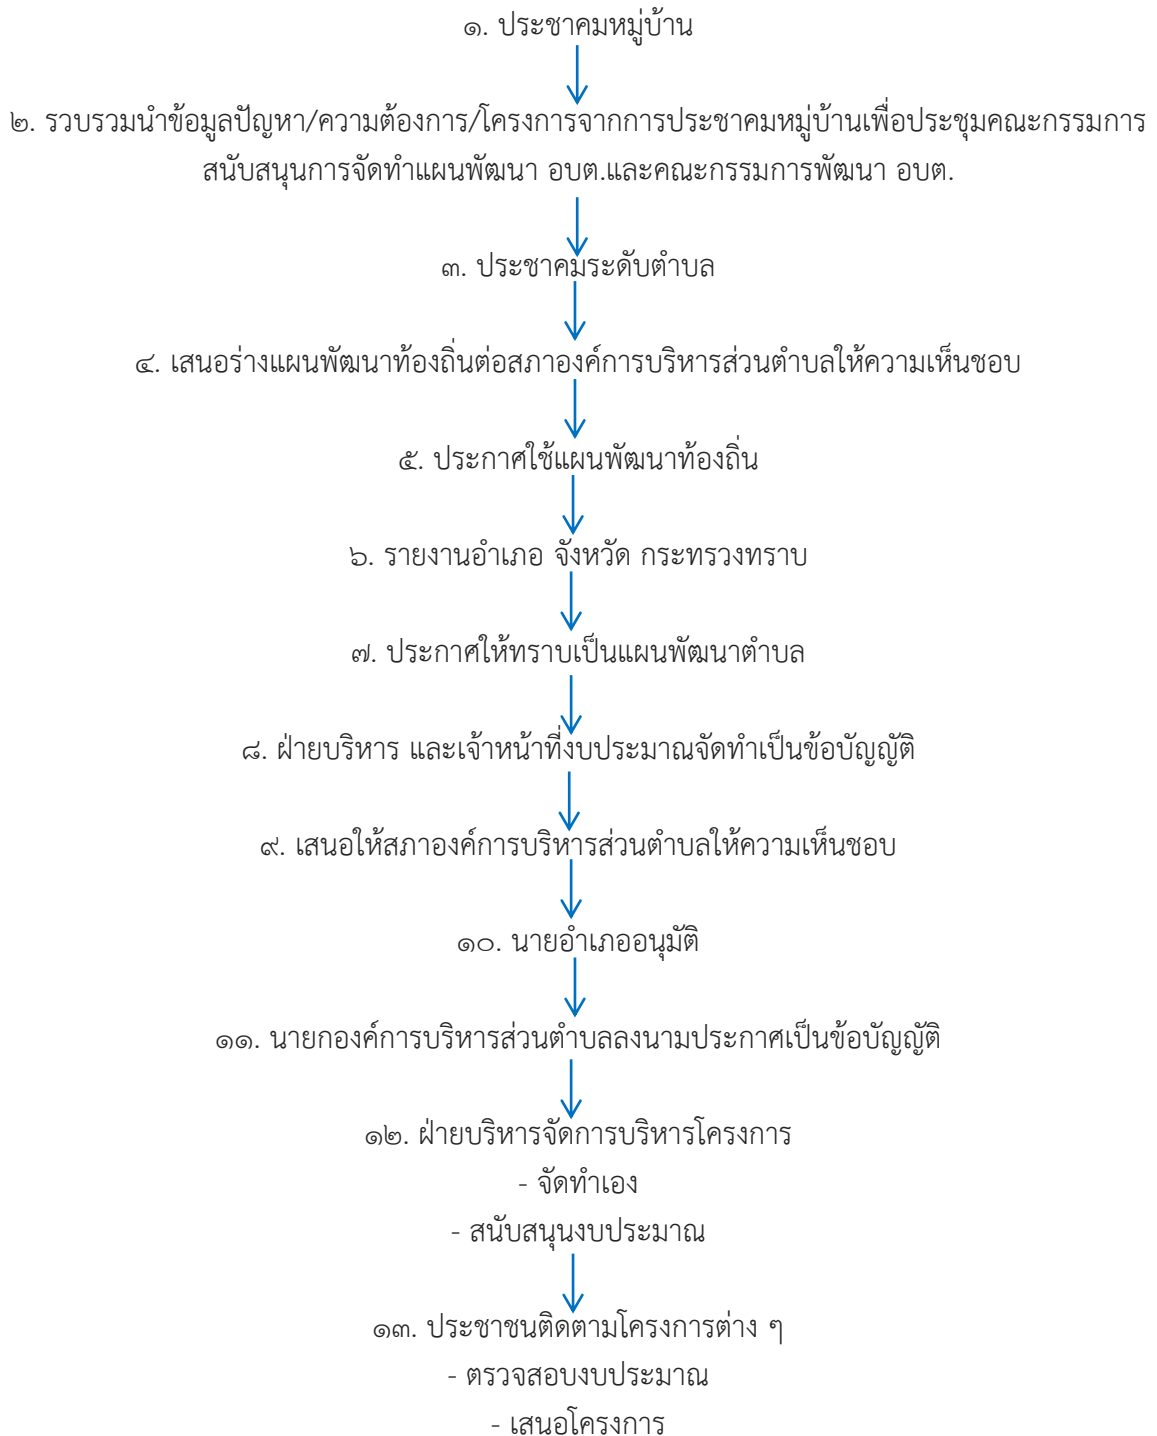 ๑. ประชาคมหมู่บ้าน
๒. รวบรวมนำข้อมูลปัญหา/ความต้องการ/โครงการจากการประชาคมหมู่บ้านเพื่อประชุมคณะกรรมการ
สนับสนุนการจัดทำแผนพัฒนา อบต.และคณะกรรมการพัฒนา อบต.
๓. ประชาคมระดับตำบล
๔. เสนอร่างแผนพัฒนาท้องถิ่นต่อสภาองค์การบริหารส่วนตำบลให้ความเห็นชอบ
๕. ประกาศใช้แผนพัฒนาท้องถิ่น
๖. รายงานอำเภอ จังหวัด กระทรวงทราบ
๗. ประกาศให้ทราบเป็นแผนพัฒนาตำบล
๘. ฝ่ายบริหาร และเจ้าหน้าที่งบประมาณจัดทำเป็นข้อบัญญัติ
๙. เสนอให้สภาองค์การบริหารส่วนตำบลให้ความเห็นชอบ
๑๐. นายอำเภออนุมัติ
๑๑. นายกองค์การบริหารส่วนตำบลลงนามประกาศเป็นข้อบัญญัติ
๑๒. ฝ่ายบริหารจัดการบริหารโครงการ
- จัดทำเอง
- สนับสนุนงบประมาณ
๑๓. ประชาชนติดตามโครงการต่าง ๆ
- ตรวจสอบงบประมาณ
- เสนอโครงการ